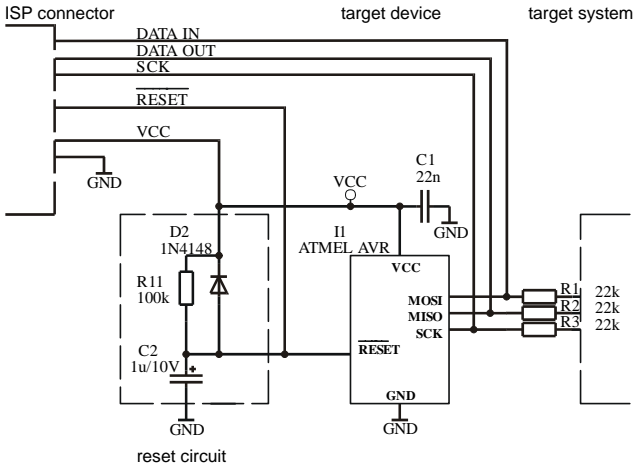 ISP connector
target device
target system
DATA IN
DATA OUT
SCK
RESET
VCC
GND
VCC
C1
22n
GND
D2
1N4148
I1
ATMEL AVR
VCC
R11
100k
MOSI
MISO
SCK
R1 22k
R2 22k
R3 22k
RESET
C2
1u/10V
+
GND
GND
GND
reset circuit